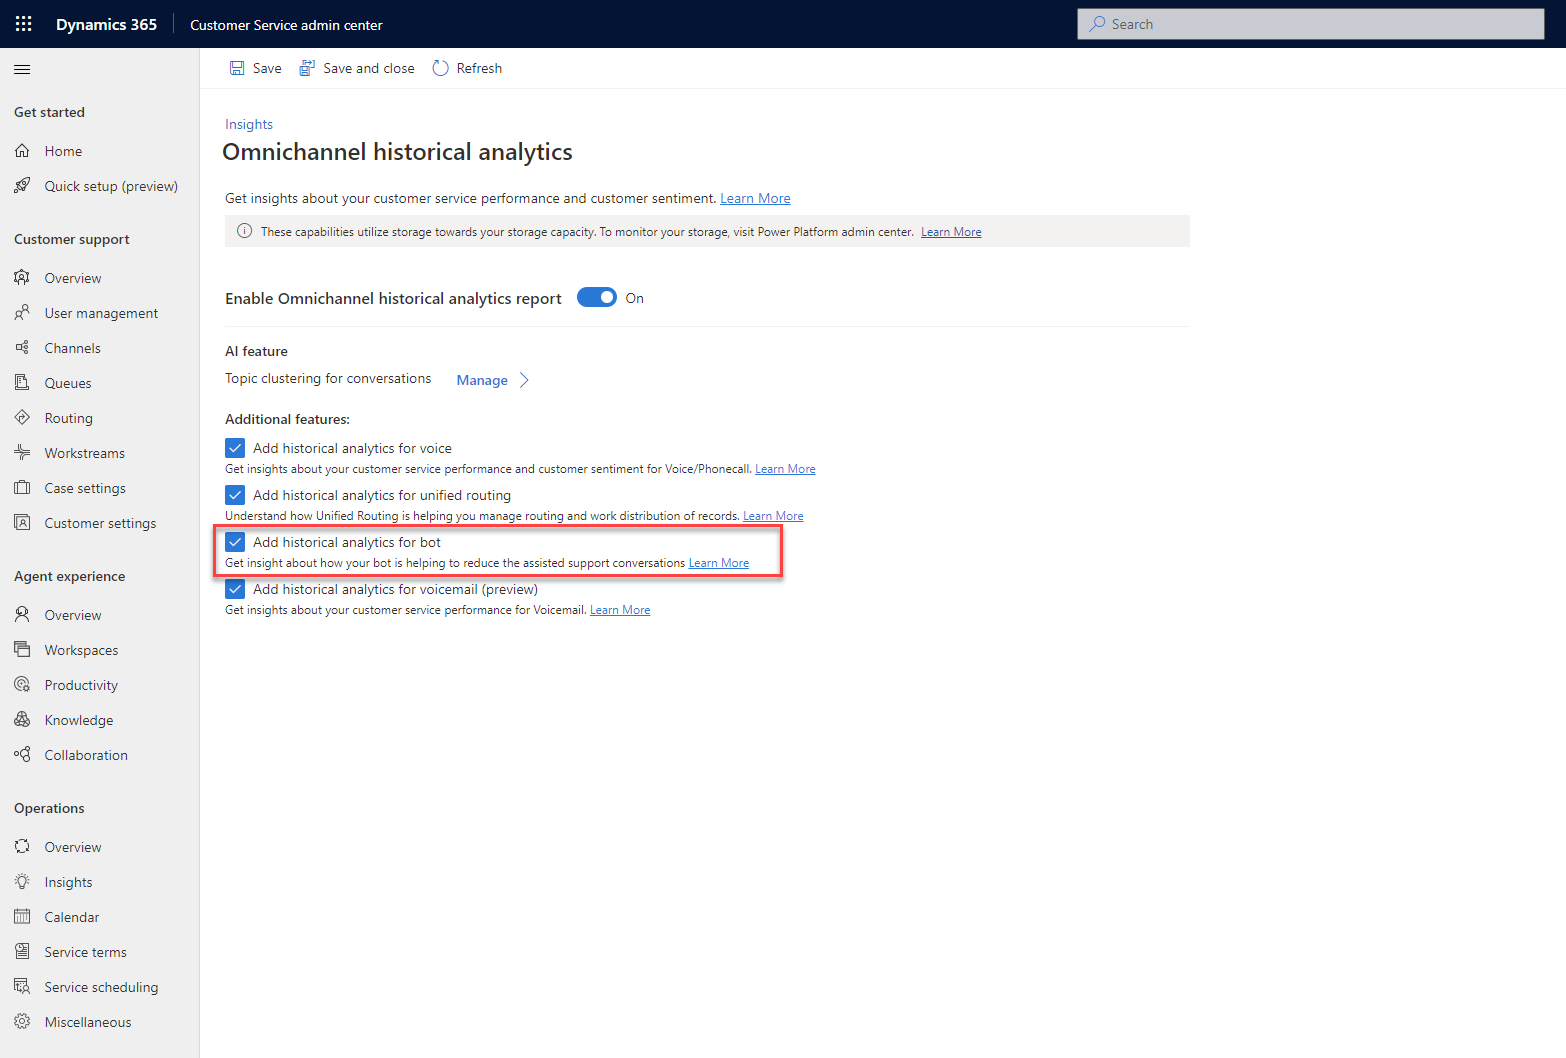 Dynamics 365
Customer Service admin center
Search
Save
Save and close
Refresh
Get started
Home
Quick setup (preview)
Customer support
Overview
User management
Channels
Queues
Routing
Workstreams
Case settings
Customer settings
Agent experience
Overview
Workspaces
Productivity
Knowledge
Collaboration
Operations
Overview
Insights
Calendar
Service terms
Service scheduling
Miscellaneous
Insights
Omnichannel historical analytics
Get insights about your customer service performance and customer sentiment. Learn More
These capabilities utilize storage towards your storage capacity. To monitor your storage, visit Power Platform admin center. Learn More
Enable Omnichannel historical analytics report On
AI feature
Topic clustering for conversations Manage
Additional features:
Add historical analytics for voice
Get insights about your customer service performance and customer sentiment for Voice/Phonecall. Learn More
Add historical analytics for unified routing
Understand how Unified Routing is helping you manage routing and work distribution of records. Learn More
Add historical analytics for bot
Get insight about how your bot is helping to reduce the assisted support conversations Learn More
Add historical analytics for voicemail (preview)
Get insights about your customer service performance for Voicemail. Learn More